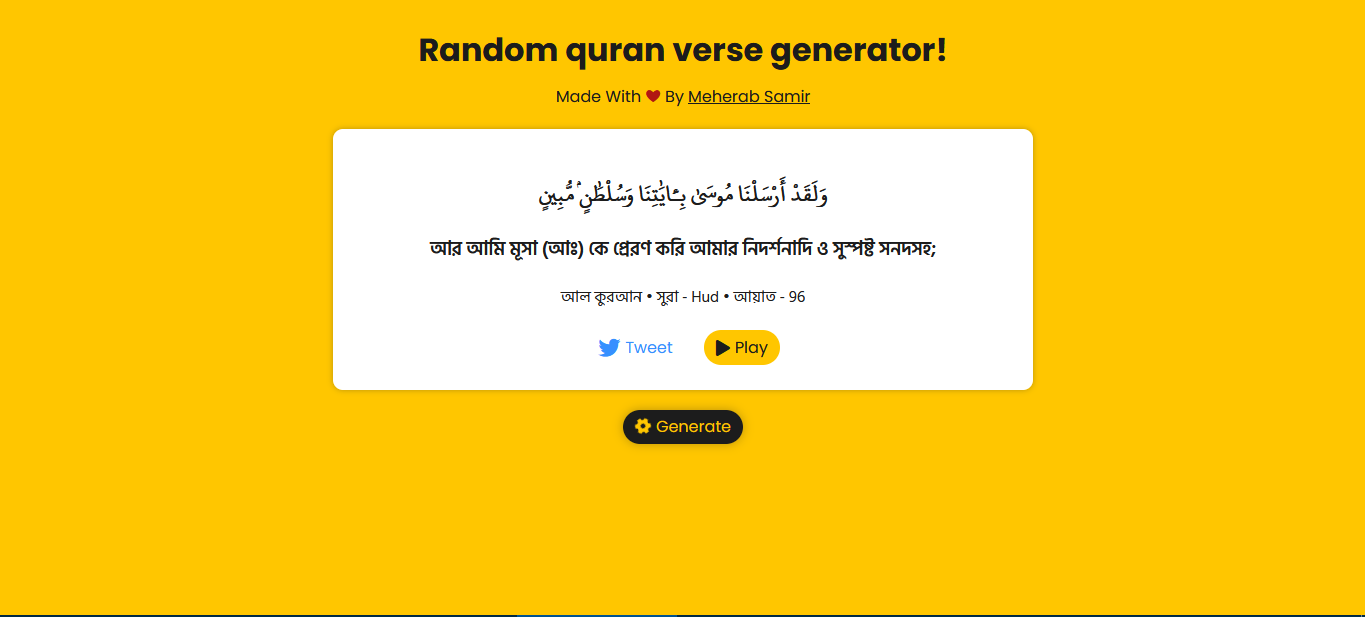 Random quran verse generator!
Made With ❤ By Meherab Samir
وَلَقَدْ أَرْسَلْنَا مُوسَىٰ بِـَٔايَٰتِنَا وَسُلْطَٰنٍۢ مُّبِينٍ
আর আমি মূসা (আঃ) কে প্রেরণ করি আমার নিদর্শনাদি ও সুস্পষ্ট সনদসহ;
আল কুরআন • সুরা - Hud • আয়াত - 96
Tweet Play
Generate